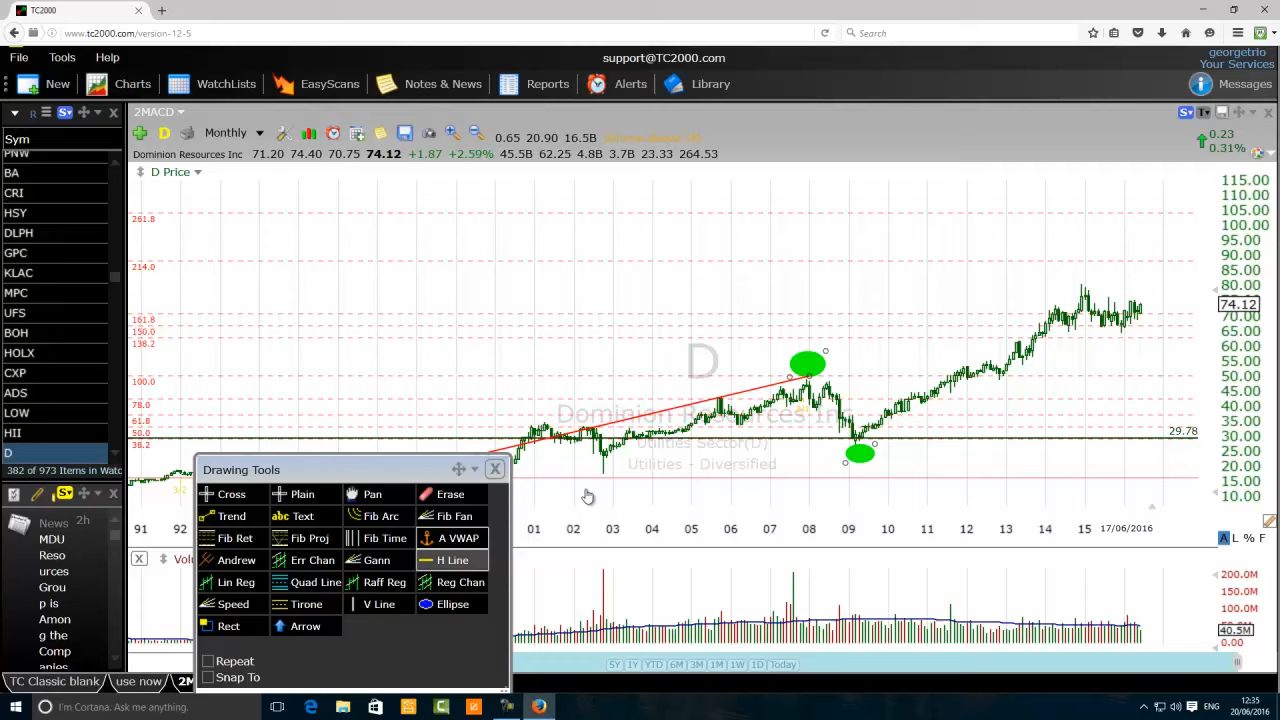 TC2000
www.tc2000.com/version-12-5
Search
File Tools Help
support@TC2000.com
georgetrio
Your Services
New Charts WatchLists EasyScans Notes & News Reports Alerts Library Messages
R S
2MACD
S T
Sym
D Monthly 0.65 20.90 16.5B
0.23
0.31%
Dominion Resources Inc 71.20 74.40 70.75 74.12 +1.87 +2.59% 45.5B 62.25 4.8B 3.7B 23.33 264.53
D Price
PNW
BA
CRI
HSY
DLPH
GPC
KLAC
MPC
UFS
BOH
HOLX
CXP
ADS
LOW
HII
D
382 of 973 Items in Watc
261.8
214.0
161.8
150.0
138.2
100.0
78.0
61.8
50.0
38.2
D
Dominion Resources Inc
Utilities Sector(D)
Utilities - Diversified
3/2
29.78
115.00
110.00
105.00
100.00
95.00
90.00
85.00
80.00
74.12
70.00
65.00
60.00
55.00
50.00
45.00
40.00
35.00
30.00
25.00
20.00
15.00
10.00
91 92 01 02 03 04 05 06 07 08 09 10 11 12 13 14 15 17/06/2016
A L % F
S
News 2h
MDU
Reso
urces
Grou
p is
Amon
g the
Comp
anies
Volu
Drawing Tools
Cross Plain Pan Erase
Trend Text Fib Arc Fib Fan
Fib Ret Fib Proj Fib Time A VWAP
Andrew Err Chan Gann H Line
Lin Reg Quad Line Raff Reg Reg Chan
Speed Tirone V Line Ellipse
Rect Arrow
Repeat
Snap To
200.0M
150.0M
100.0M
40.5M
0.00
5Y 1Y YTD 6M 3M 1M 1W 1D Today
TC Classic blank use now 2M
I'm Cortana. Ask me anything.
ENG
12:35
20/06/2016